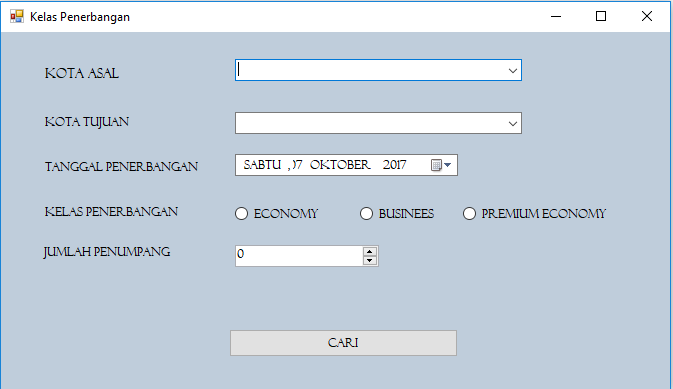 Kelas Penerbangan
KOTA ASAL
KOTA TUJUAN
TANGGAL PENERBANGAN SABTU , 07 OKTOBER 2017
KELAS PENERBANGAN ECONOMY BUSINEES PREMIUM ECONOMY
JUMLAH PENUMPANG 0
CARI